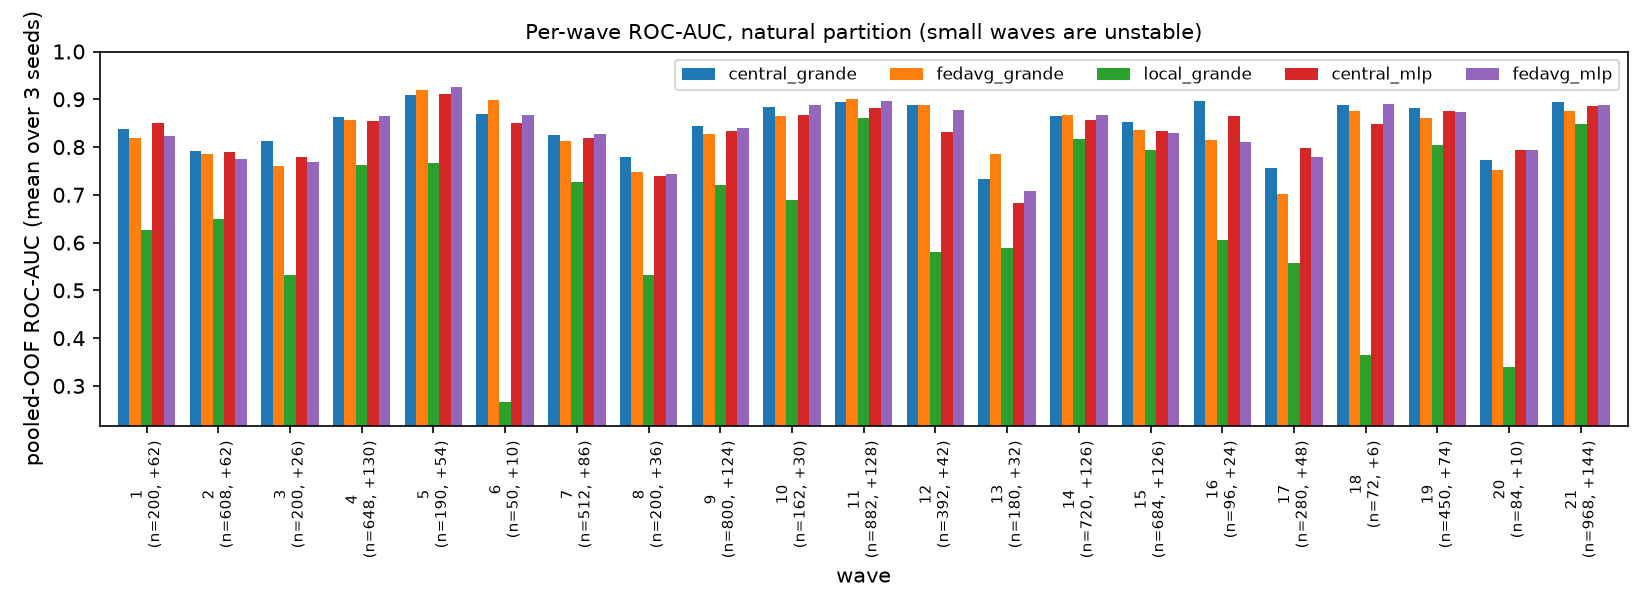 Per-wave ROC-AUC, natural partition (small waves are unstable)
central_grande
fedavg_grande
local_grande
central_mlp
fedavg_mlp
pooled-OOF ROC-AUC (mean over 3 seeds)
1.0
0.9
0.8
0.7
0.6
0.5
0.4
0.3
1
(n=200, +62)
2
(n=608, +62)
3
(n=200, +26)
4
(n=648, +130)
5
(n=190, +54)
6
(n=50, +10)
7
(n=512, +86)
8
(n=200, +36)
9
(n=800, +124)
10
(n=162, +30)
11
(n=882, +128)
12
(n=392, +42)
13
(n=180, +32)
14
(n=720, +126)
15
(n=684, +126)
16
(n=96, +24)
17
(n=280, +48)
18
(n=72, +6)
19
(n=450, +74)
20
(n=84, +10)
21
(n=968, +144)
wave